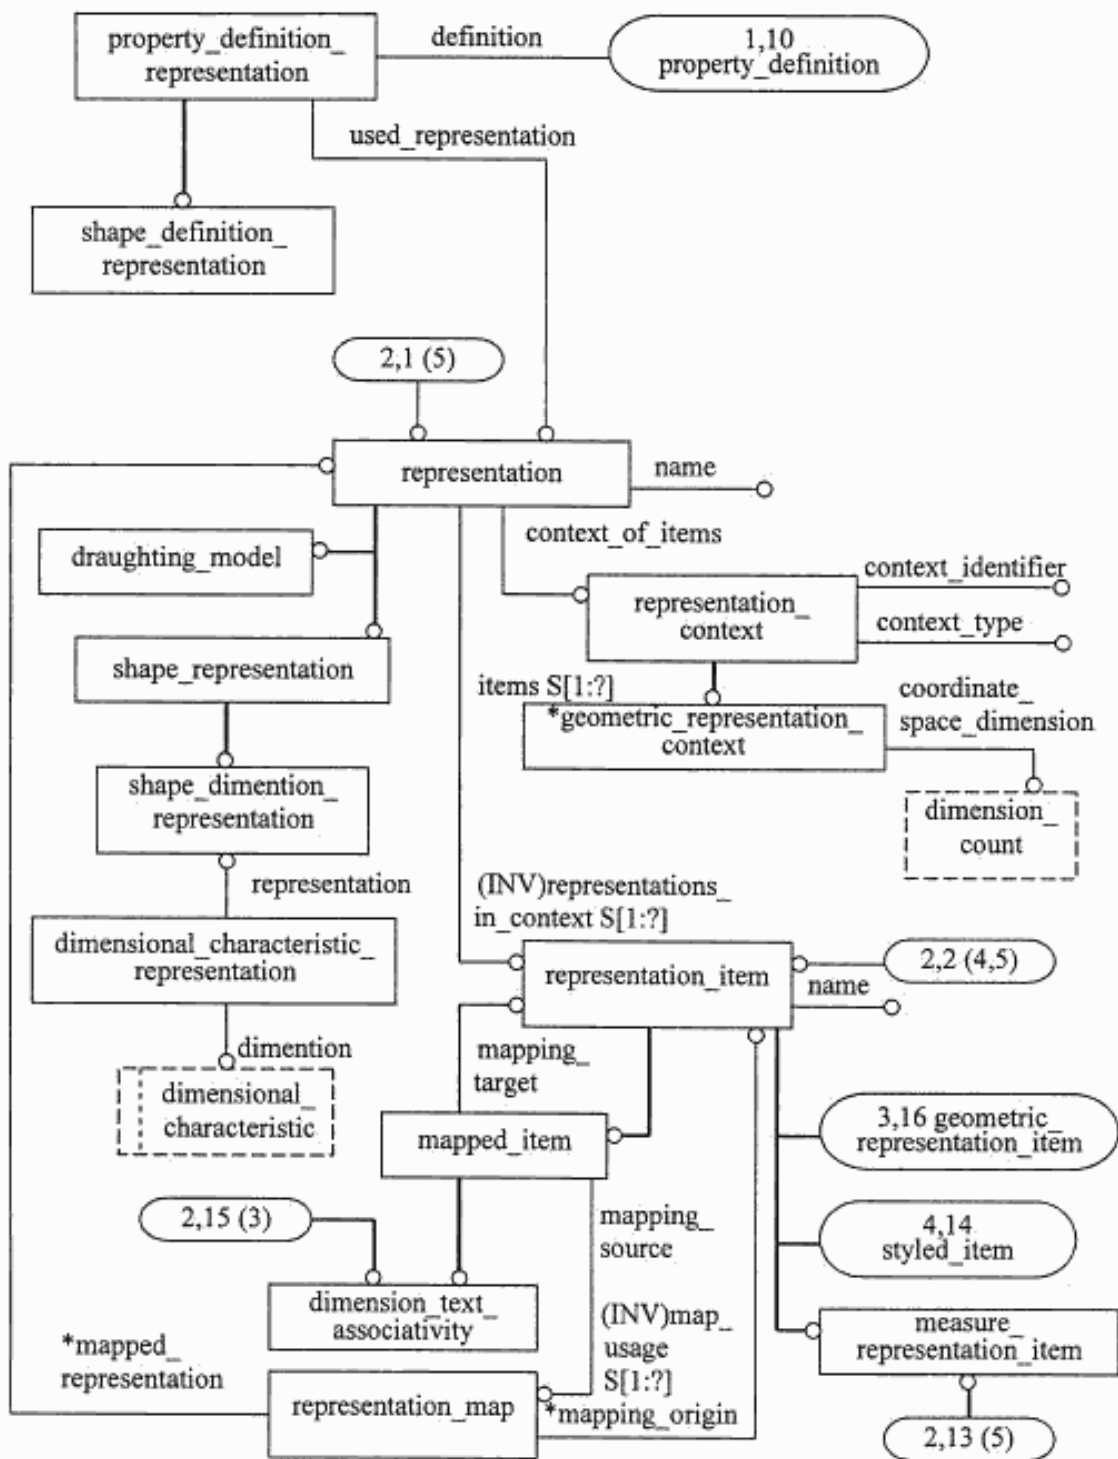 property_definition_
representation
definition
1,10
property_definition
used_representation
shape_definition_
representation
2,1 (5)
representation
name
draughting_model
context_of_items
representation_
context
context_identifier
context_type
shape_representation
items S[1:?]
*geometric_representation_
context
coordinate_
space_dimension
shape_dimention_
representation
dimension_
count
representation
(INV)representations_
in_context S[1:?]
dimensional_characteristic_
representation
representation_item
2,2 (4,5)
name
dimention
dimensional_
characteristic
mapping_
target
mapped_item
3,16 geometric_
representation_item
2,15 (3)
mapping_
source
4,14
styled_item
dimension_text_
associativity
(INV)map_
usage
S[1:?]
measure_
representation_item
*mapped_
representation
representation_map
*mapping_origin
2,13 (5)